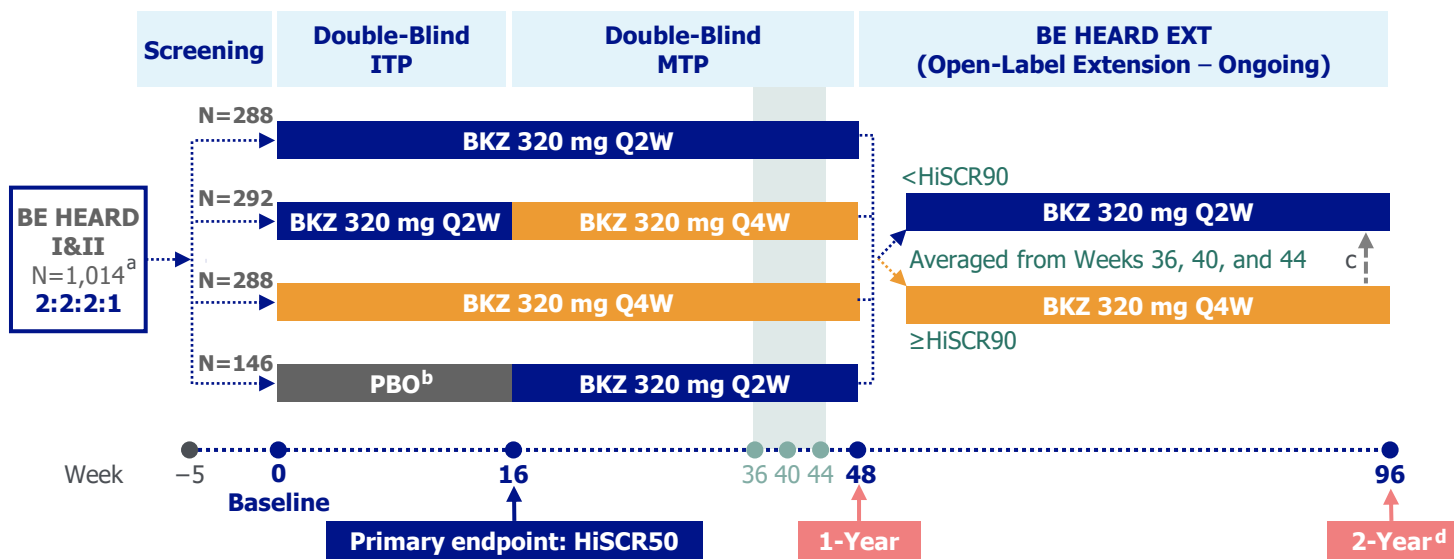 Screening
Double-Blind
ITP
Double-Blind
MTP
BE HEARD EXT
(Open-Label Extension – Ongoing)
BE HEARD
I&II
N=1,014ᵃ
2:2:2:1
N=288
BKZ 320 mg Q2W
N=292
BKZ 320 mg Q2W
BKZ 320 mg Q4W
N=288
BKZ 320 mg Q4W
N=146
PBOᵇ
BKZ 320 mg Q2W
<HiSCR90
BKZ 320 mg Q2W
Averaged from Weeks 36, 40, and 44
c
BKZ 320 mg Q4W
≥HiSCR90
Week
−5
0
16
36
40
44
48
96
Baseline
Primary endpoint: HiSCR50
1-Year
2-Yearᵈ